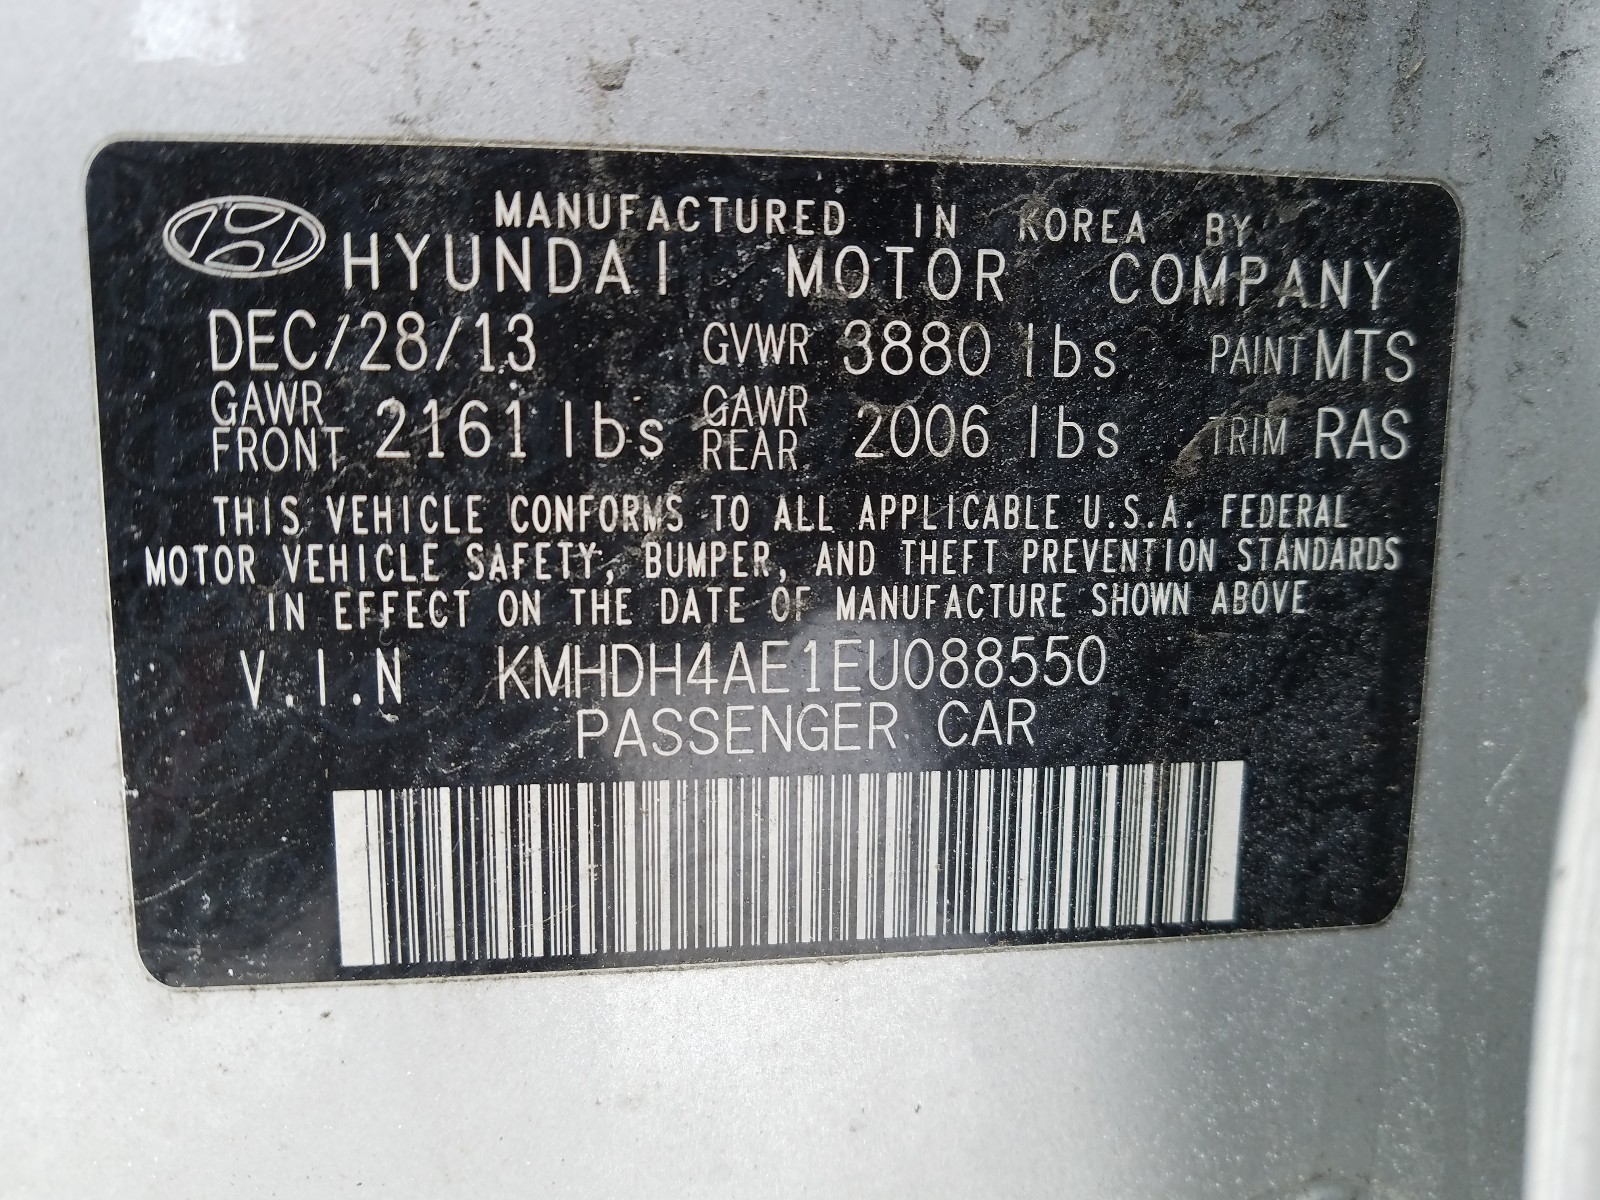 MANUFACTURED IN KOREA BY
HYUNDAI MOTOR COMPANY
DEC/28/13 GVWR 3880 lbs PAINT MTS
GAWR FRONT 2161 lbs GAWR REAR 2006 lbs TRIM RAS
THIS VEHICLE CONFORMS TO ALL APPLICABLE U.S.A. FEDERAL
MOTOR VEHICLE SAFETY, BUMPER, AND THEFT PREVENTION STANDARDS
IN EFFECT ON THE DATE OF MANUFACTURE SHOWN ABOVE
V.I.N KMHDH4AE1EU088550
PASSENGER CAR